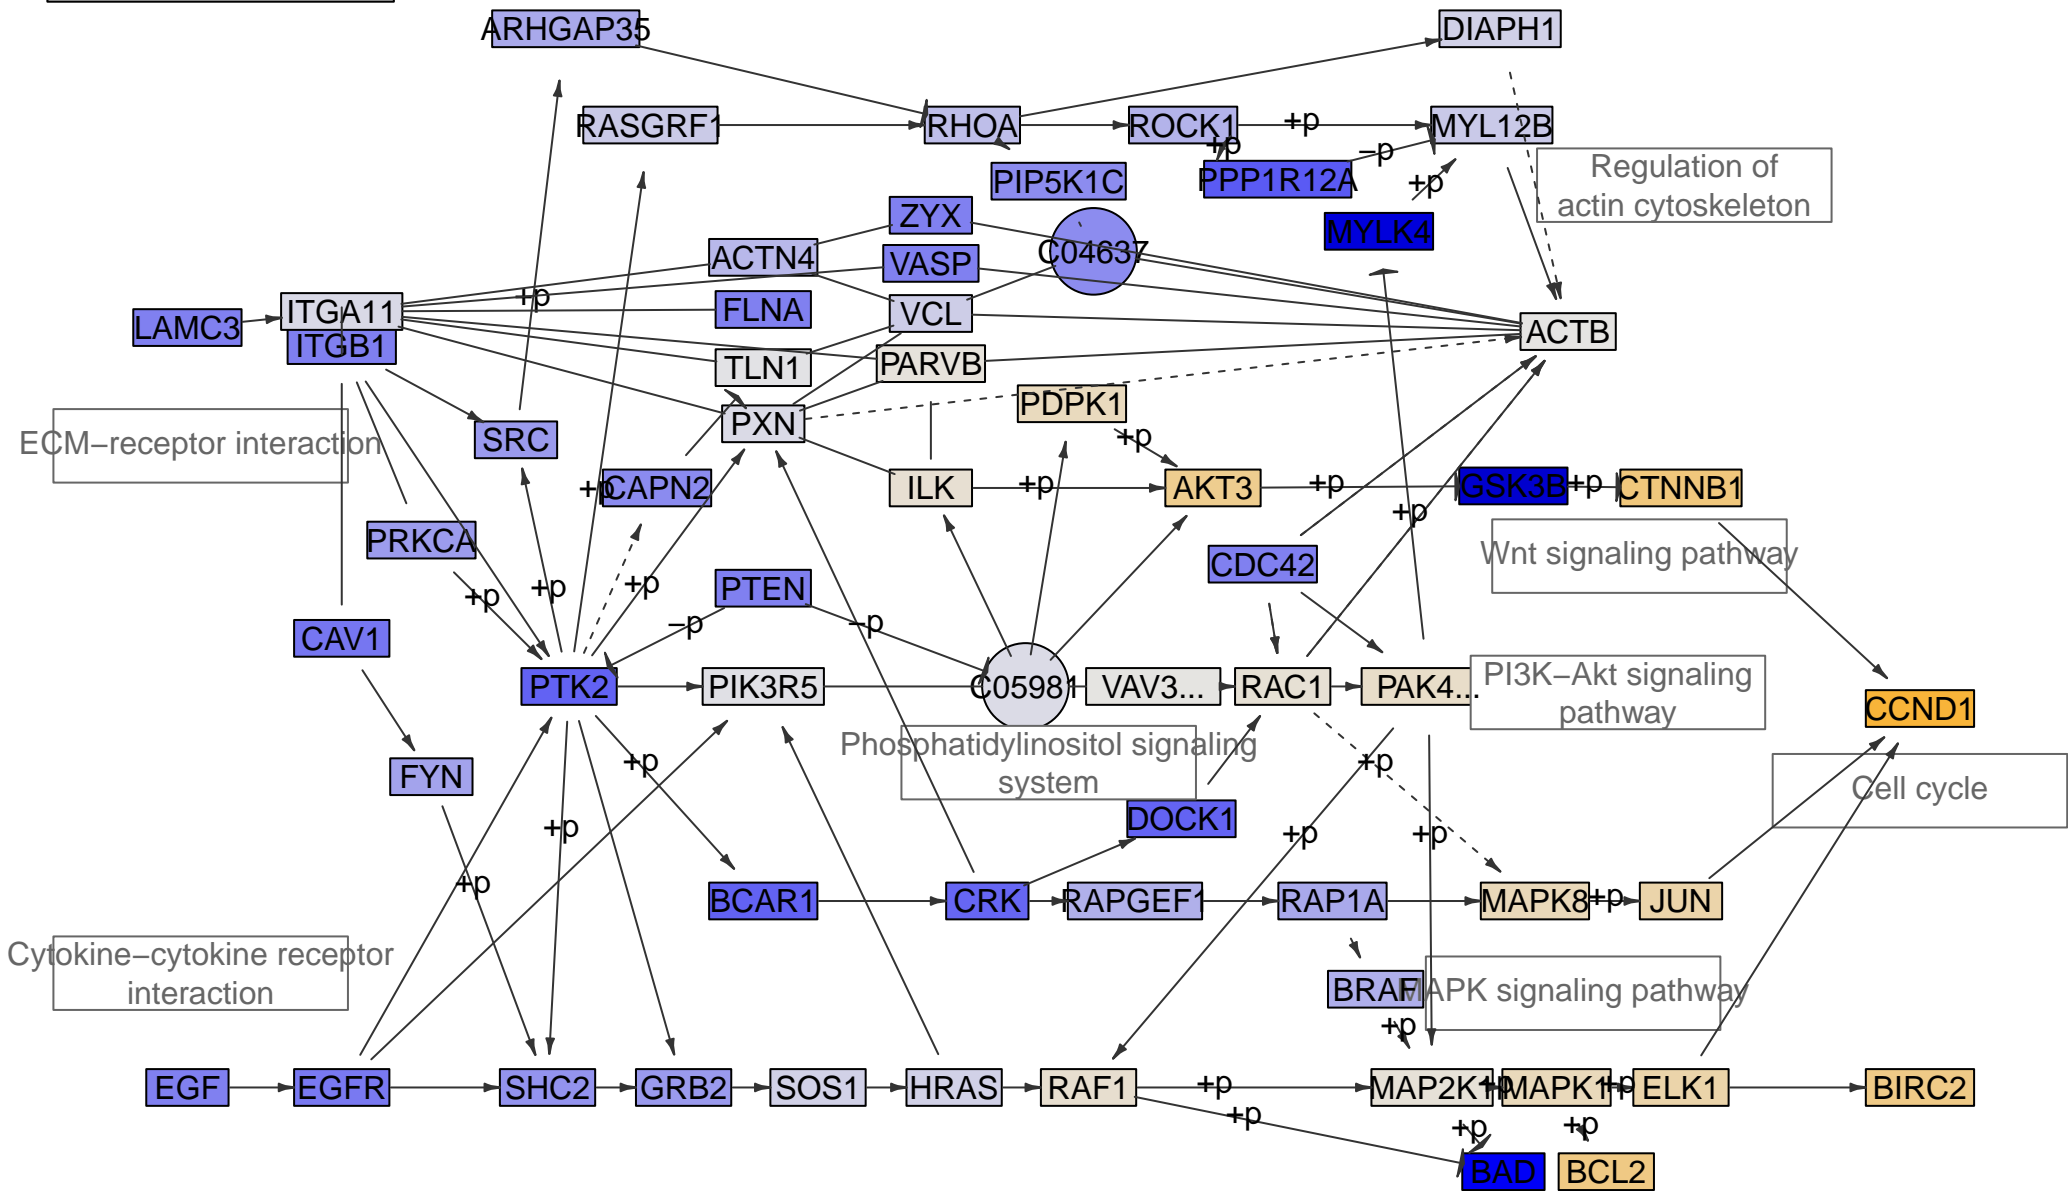 ARHGAP35
DIAPH1
RASGRF1
RHOA
ROCK1
+p
MYL12B
+p
−p
PIP5K1C
PPP1R12A
+p
Regulation of
actin cytoskeleton
ZYX
MYLK4
ACTN4
VASP
C04637
+p
ITGA11
FLNA
VCL
LAMC3
ITGB1
ACTB
TLN1
PARVB
PDPK1
PXN
+p
ECM−receptor interaction
SRC
+p
CAPN2
ILK
+p
AKT3
+p
GSK3B
+p
CTNNB1
+p
PRKCA
Wnt signaling pathway
CDC42
+p
+p
+p
PTEN
−p
−p
CAV1
PTK2
PIK3R5
C05981
VAV3...
RAC1
PAK4...
PI3K−Akt signaling
pathway
CCND1
Phosphatidylinositol signaling
system
+p
+p
FYN
Cell cycle
DOCK1
+p
+p
+p
+p
BCAR1
CRK
RAPGEF1
RAP1A
MAPK8
+p
JUN
Cytokine−cytokine receptor
interaction
BRAF
MAPK signaling pathway
+p
EGF
EGFR
SHC2
GRB2
SOS1
HRAS
RAF1
+p
MAP2K1
+p
MAPK1
+p
ELK1
BIRC2
+p
+p
+p
BAD
BCL2